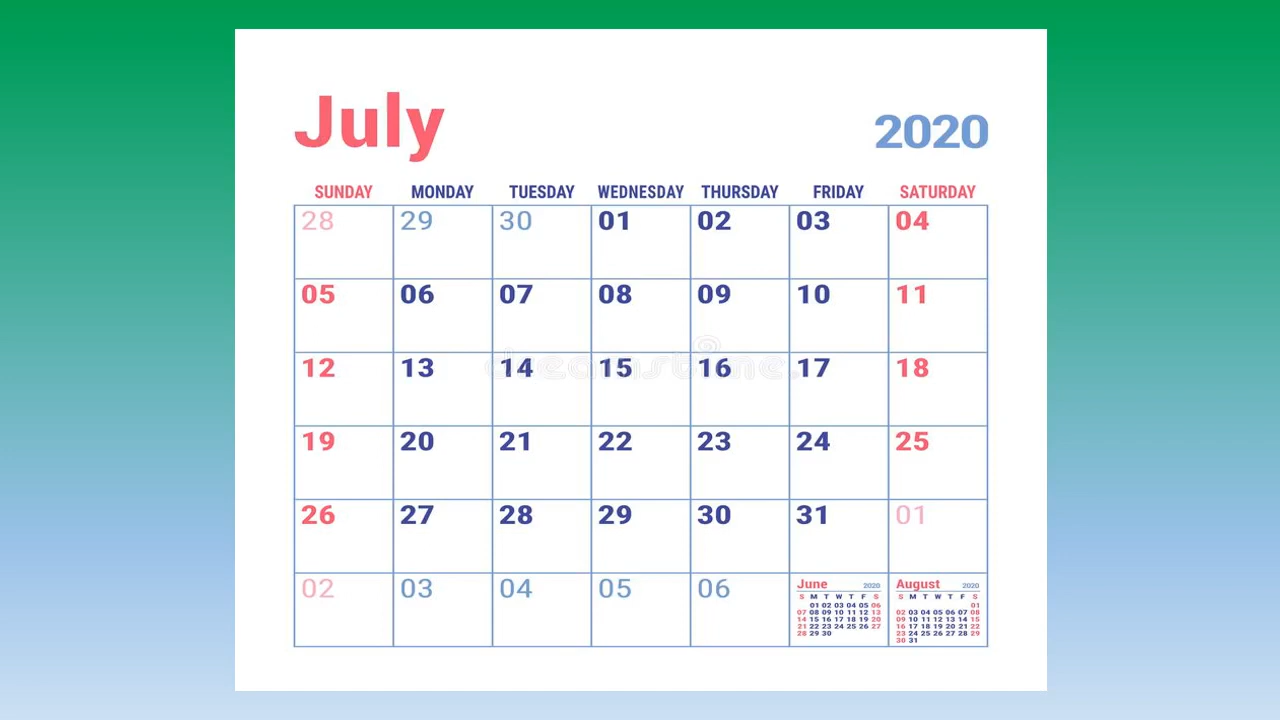 July
2020
SUNDAY MONDAY TUESDAY WEDNESDAY THURSDAY FRIDAY SATURDAY
28 29 30 01 02 03 04
05 06 07 08 09 10 11
12 13 14 15 16 17 18
dreamstime.
19 20 21 22 23 24 25
26 27 28 29 30 31 01
02 03 04 05 06
June 2020
S M T W T F S
01 02 03 04 05 06
07 08 09 10 11 12 13
14 15 16 17 18 19 20
21 22 23 24 25 26 27
28 29 30
August 2020
S M T W T F S
01
02 03 04 05 06 07 08
09 10 11 12 13 14 15
16 17 18 19 20 21 22
23 24 25 26 27 28 29
30 31